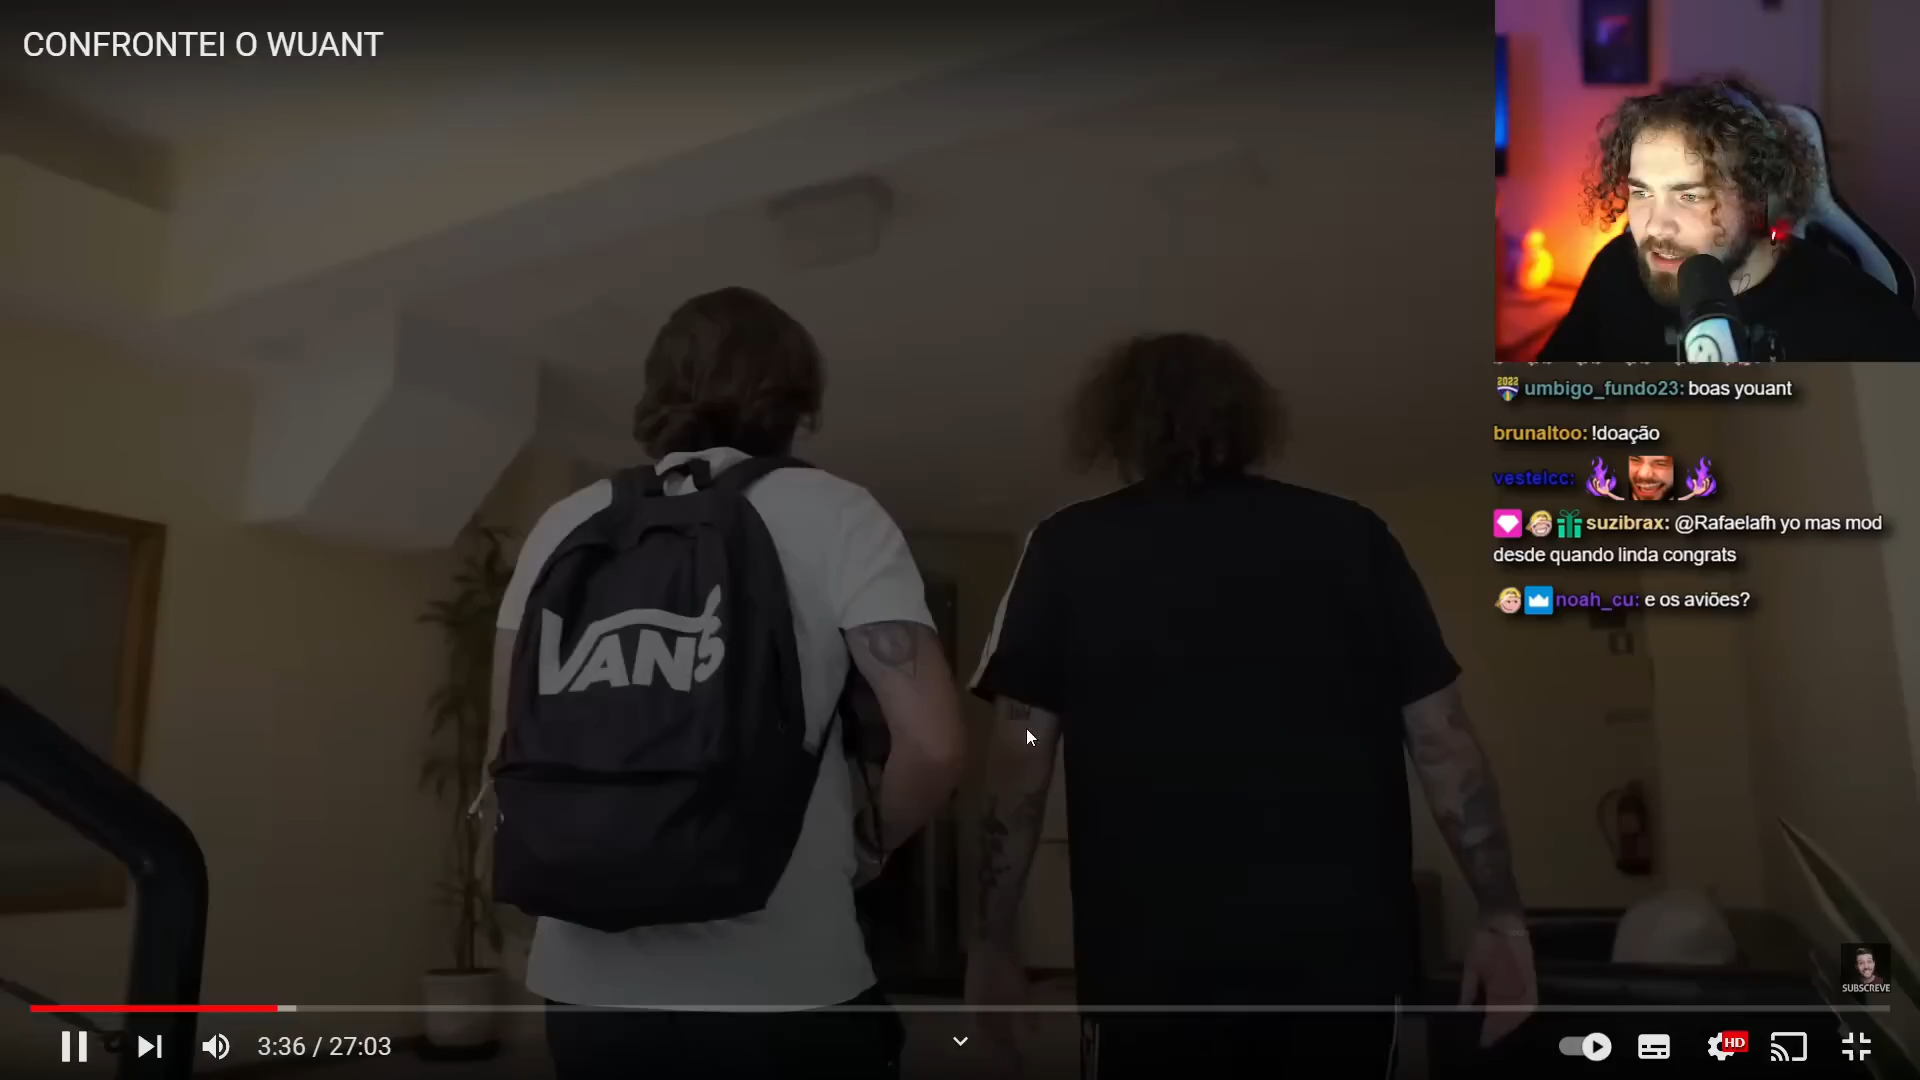 CONFRONTEI O WUANT
umbigo_fundo23: boas youant
brunaltoo: !doação
vestelcc:
suzibrax: @Rafaelafh yo mas mod
desde quando linda congrats
noah_cu: e os aviões?
VANS
SUBSCREVE
3:36 / 27:03
HD